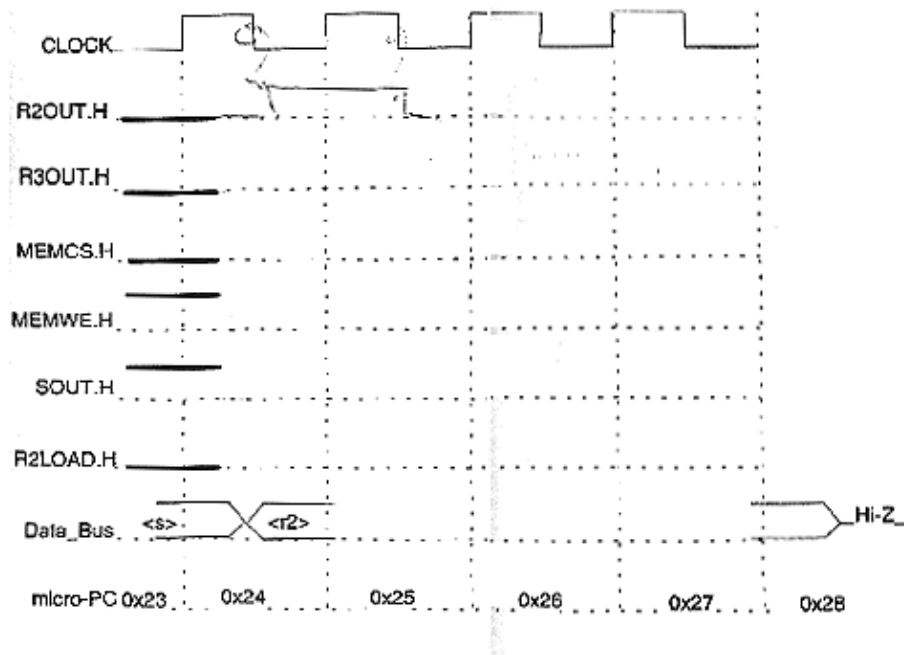 CLOCK
R2OUT.H
R3OUT.H
MEMCS.H
MEMWE.H
SOUT.H
R2LOAD.H
Data_Bus <s> <r2> Hi-Z
micro-PC 0x23 0x24 0x25 0x26 0x27 0x28